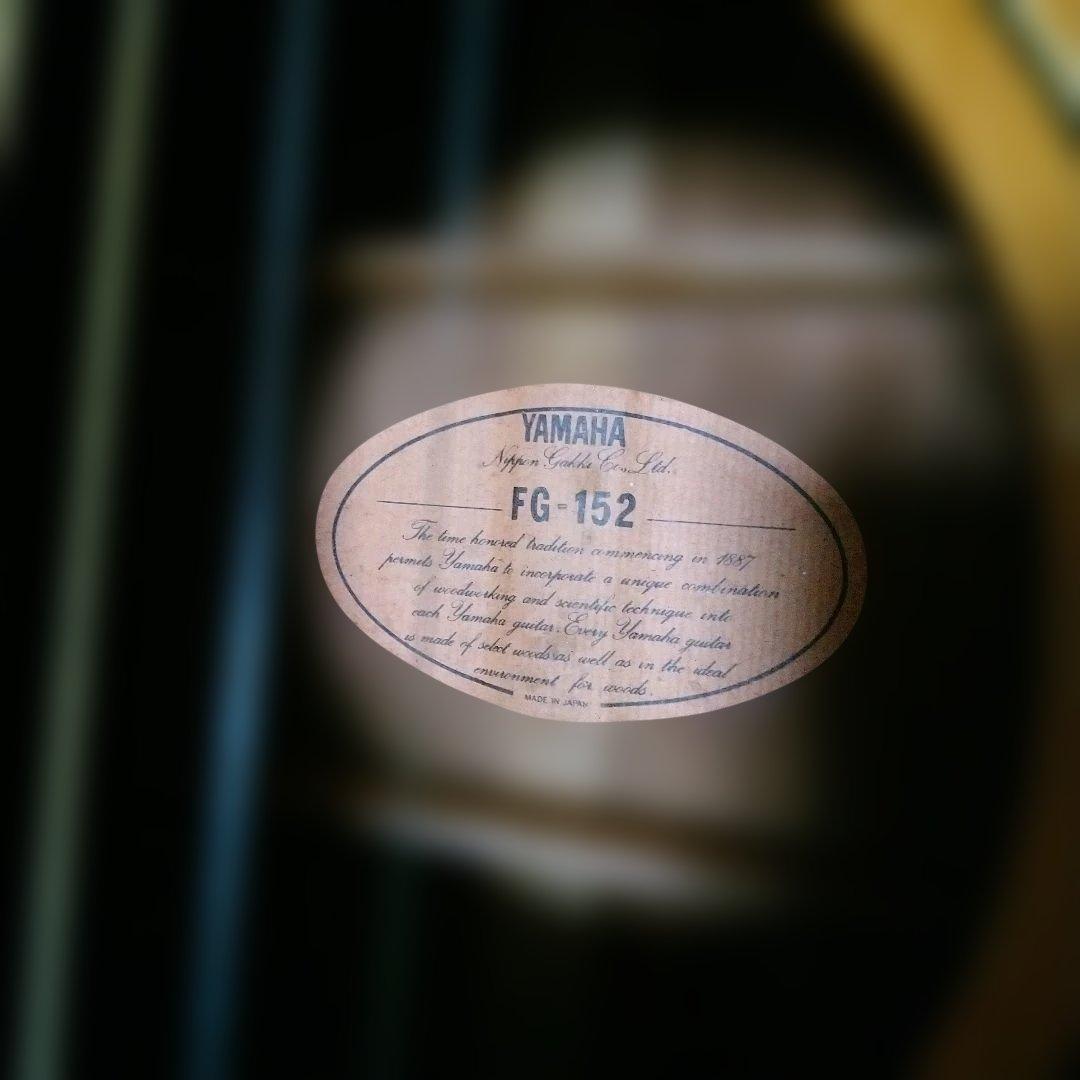 YAMAHA
Nippon Gakki Co., Ltd.
FG-152
The time honored tradition commencing in 1887
permits Yamaha to incorporate a unique combination
of woodworking and scientific technique into
each Yamaha guitar. Every Yamaha guitar
is made of select woods as well as in the ideal
environment for woods.
MADE IN JAPAN